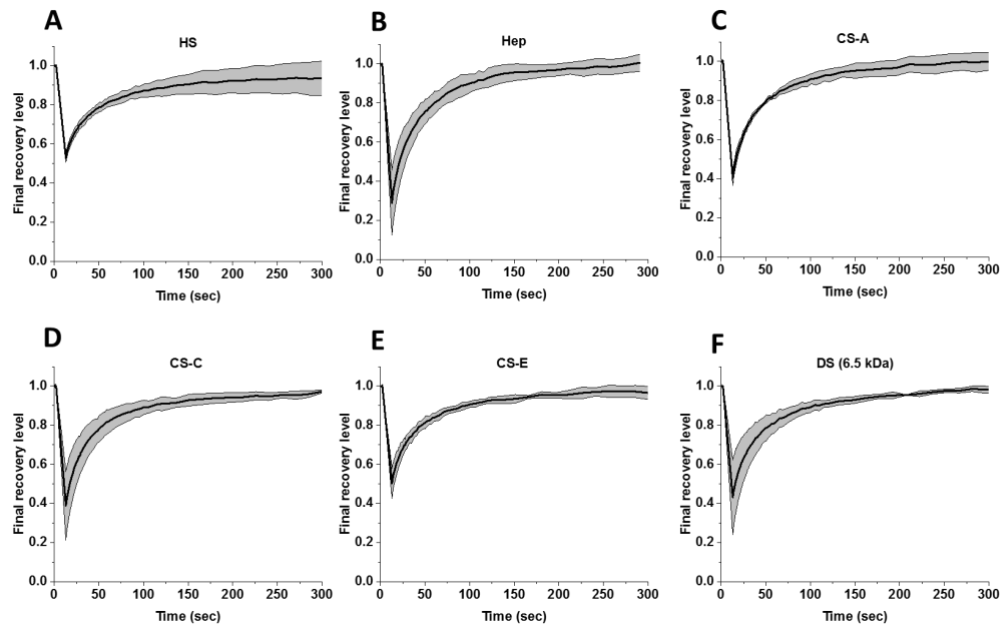 A
HS
Final recovery level
1.0
0.8
0.6
0.4
0.2
0.0
0 50 100 150 200 250 300
Time (sec)
B
Hep
Final recovery level
1.0
0.8
0.6
0.4
0.2
0.0
0 50 100 150 200 250 300
Time (sec)
C
CS-A
Final recovery level
1.0
0.8
0.6
0.4
0.2
0.0
0 50 100 150 200 250 300
Time (sec)
D
CS-C
Final recovery level
1.0
0.8
0.6
0.4
0.2
0.0
0 50 100 150 200 250 300
Time (sec)
E
CS-E
Final recovery level
1.0
0.8
0.6
0.4
0.2
0.0
0 50 100 150 200 250 300
Time (sec)
F
DS (6.5 kDa)
Final recovery level
1.0
0.8
0.6
0.4
0.2
0.0
0 50 100 150 200 250 300
Time (sec)